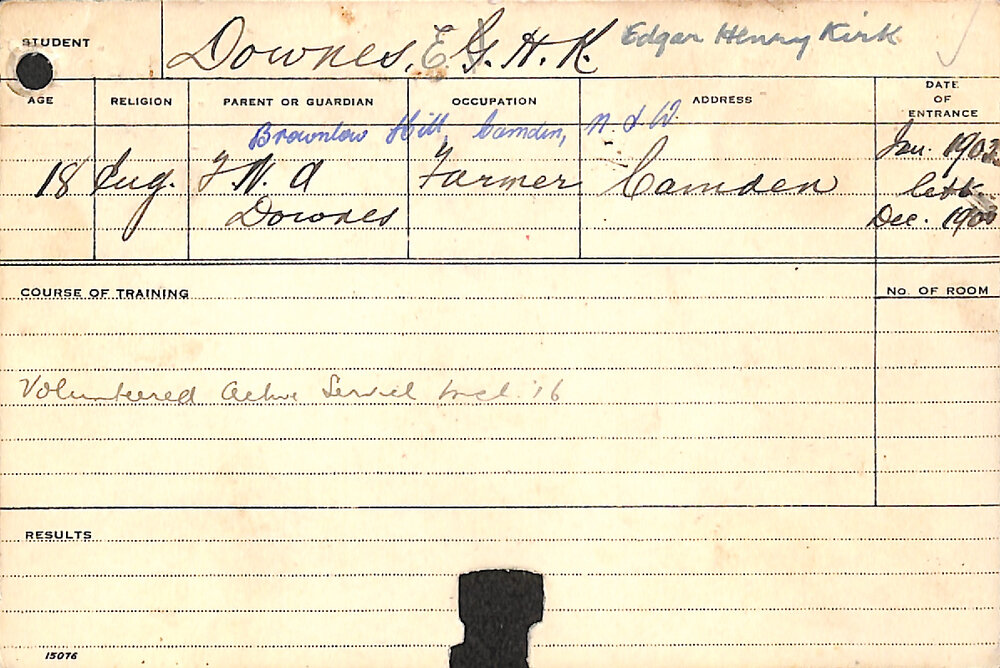 STUDENT Downes, E. H. K. Edgar Henry Kirk
AGE RELIGION PARENT OR GUARDIAN OCCUPATION ADDRESS DATE OF ENTRANCE
Brownlow Hill, Camden, N.S.W.
18 Eng. F. W. A Farmer Camden Jan. 1902
Downes left
Dec. 1900
COURSE OF TRAINING No. OF ROOM
Volunteered Active Service '16
RESULTS
15076